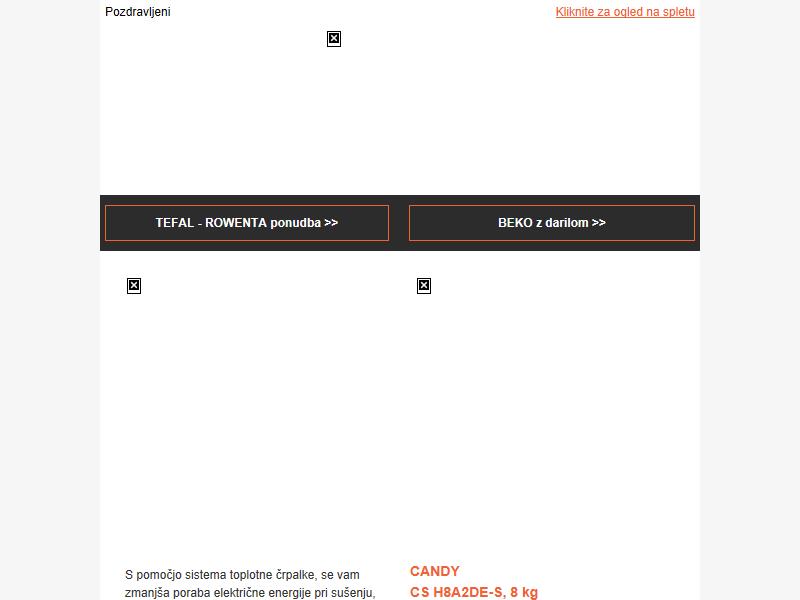 Pozdravljeni
Kliknite za ogled na spletu
TEFAL - ROWENTA ponudba >>
BEKO z darilom >>
S pomočjo sistema toplotne črpalke, se vam
zmanjša poraba električne energije pri sušenju,
CANDY
CS H8A2DE-S, 8 kg